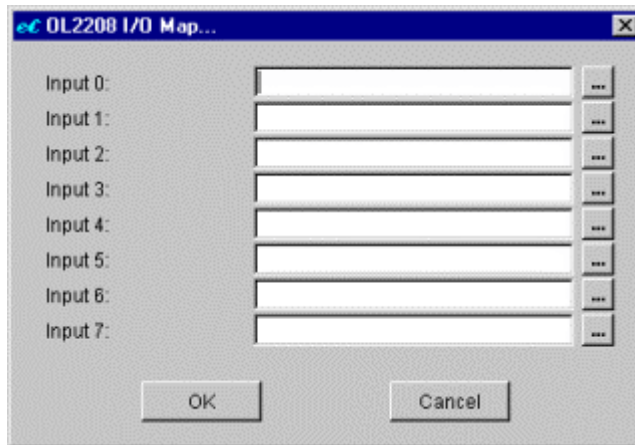 eC OL2208 I/O Map...
Input 0: ...
Input 1: ...
Input 2: ...
Input 3: ...
Input 4: ...
Input 5: ...
Input 6: ...
Input 7: ...
OK Cancel